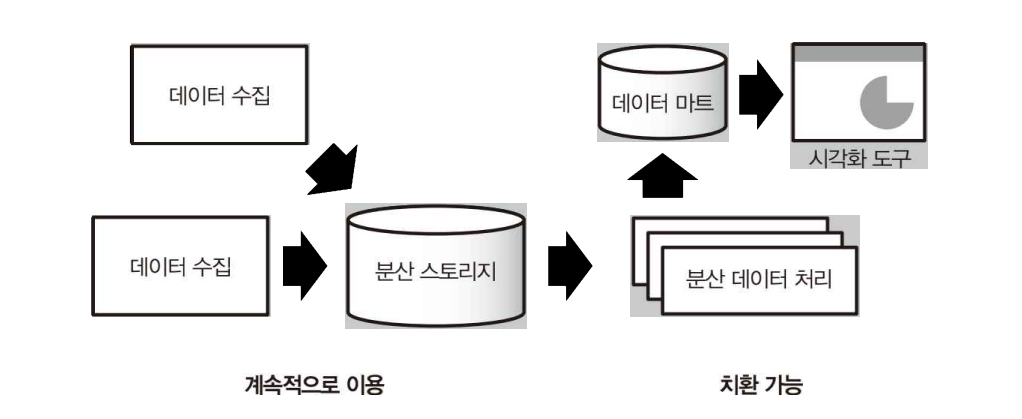 데이터 수집
데이터 마트
시각화 도구
데이터 수집
분산 스토리지
분산 데이터 처리
계속적으로 이용
치환 가능